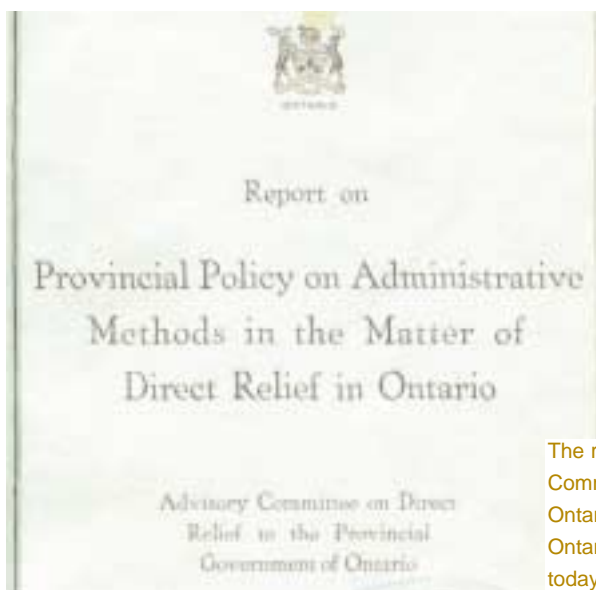 ONTARIO
Report on
Provincial Policy on Administrative
Methods in the Matter of
Direct Relief in Ontario
Advisory Committee on Direct
Relief to the Provincial
Government of Ontario
The
Comm
Ontar
Ontar
today